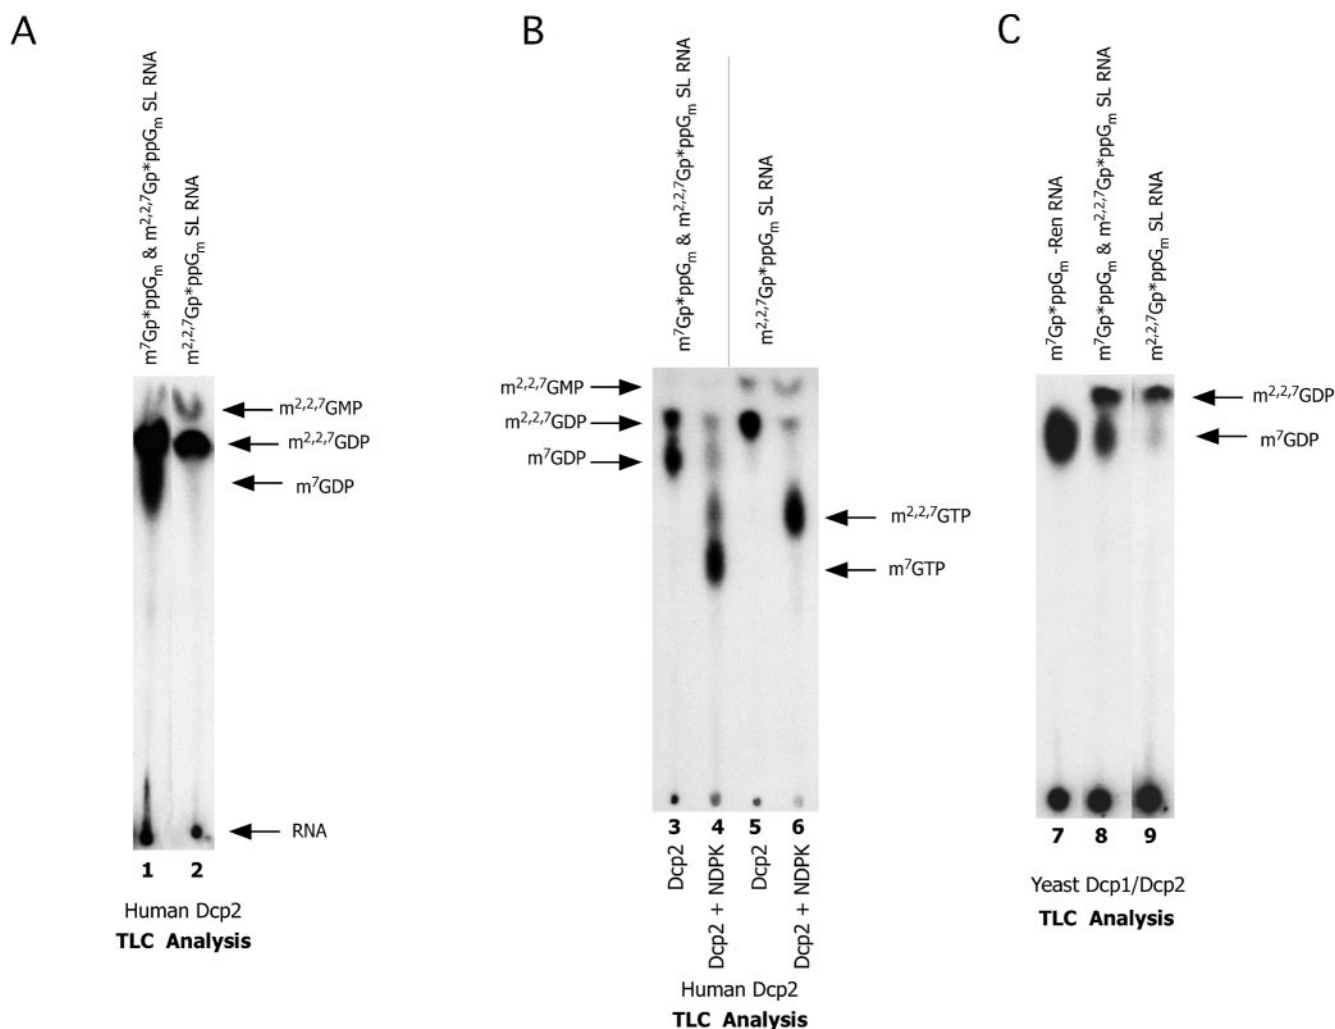 A
m⁷Gp*ppGₘ & m²,²,⁷Gp*ppGₘ SL RNA
m²,²,⁷Gp*ppGₘ SL RNA
m²,²,⁷GMP
m²,²,⁷GDP
m⁷GDP
RNA
1 2
Human Dcp2
TLC Analysis
B
m⁷Gp*ppGₘ & m²,²,⁷Gp*ppGₘ SL RNA
m²,²,⁷Gp*ppGₘ SL RNA
m²,²,⁷GMP
m²,²,⁷GDP
m⁷GDP
m²,²,⁷GTP
m⁷GTP
3 4 5 6
Dcp2
Dcp2 + NDPK
Dcp2
Dcp2 + NDPK
Human Dcp2
TLC Analysis
C
m⁷Gp*ppGₘ -Ren RNA
m⁷Gp*ppGₘ & m²,²,⁷Gp*ppGₘ SL RNA
m²,²,⁷Gp*ppGₘ SL RNA
m²,²,⁷GDP
m⁷GDP
7 8 9
Yeast Dcp1/Dcp2
TLC Analysis